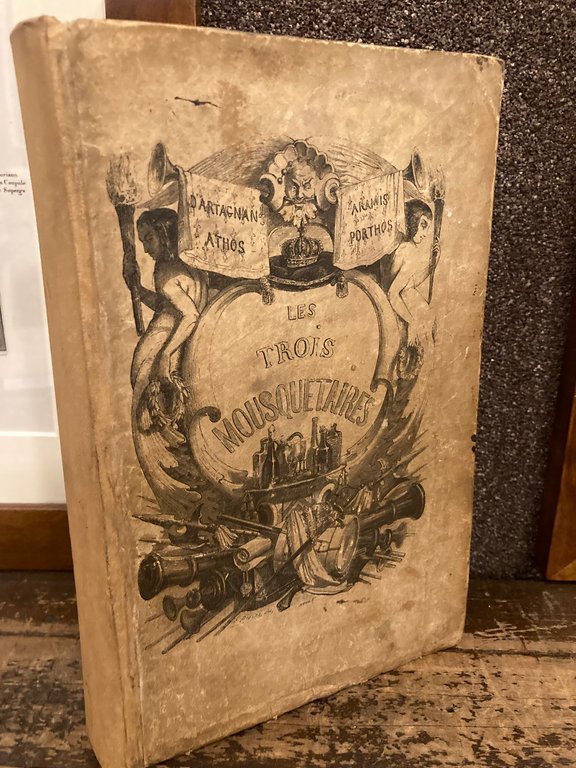 D'ARTAGNAN
ATHOS
ARAMIS
PORTHOS
LES
TROIS
MOUSQUETAIRES